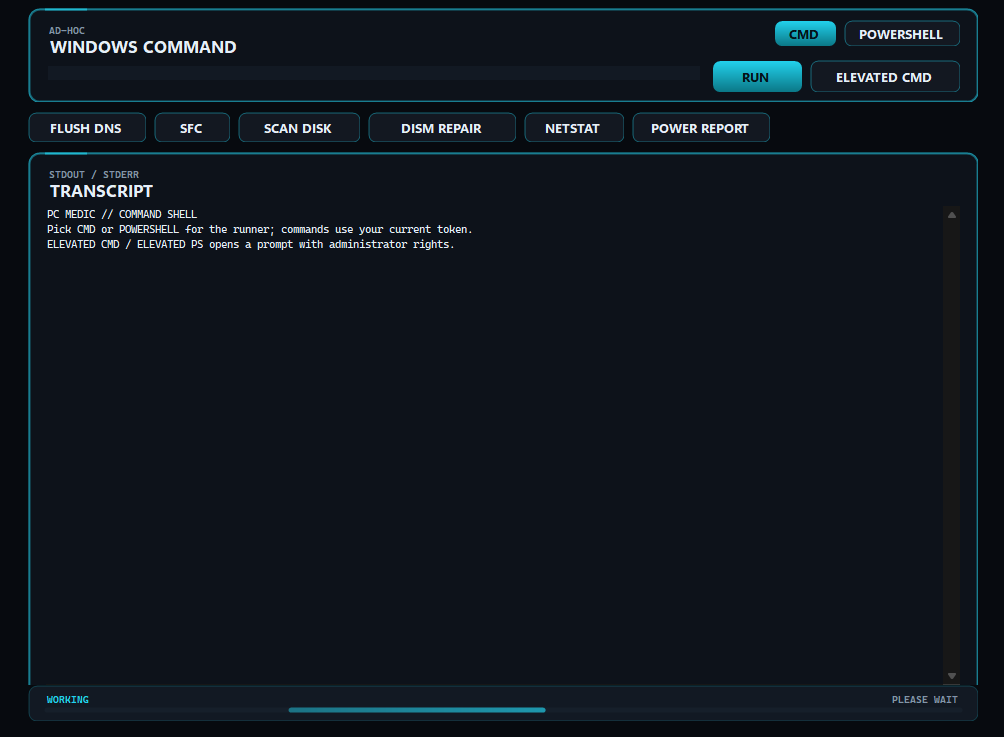 AD-HOC
WINDOWS COMMAND
CMD
POWERSHELL
RUN
ELEVATED CMD
FLUSH DNS
SFC
SCAN DISK
DISM REPAIR
NETSTAT
POWER REPORT
STDOUT / STDERR
TRANSCRIPT
PC MEDIC // COMMAND SHELL
Pick CMD or POWERSHELL for the runner; commands use your current token.
ELEVATED CMD / ELEVATED PS opens a prompt with administrator rights.
WORKING
PLEASE WAIT